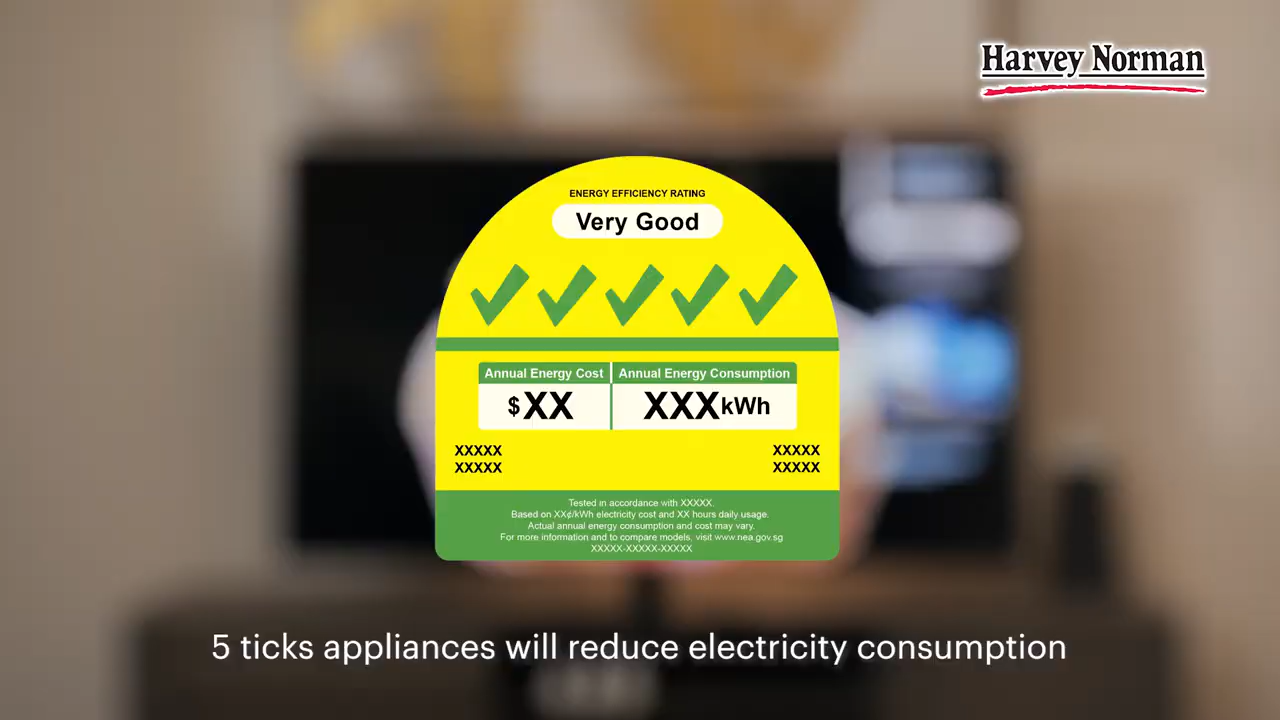 Harvey Norman
ENERGY EFFICIENCY RATING
Very Good
Annual Energy Cost
Annual Energy Consumption
$XX
XXXkWh
XXXXX
XXXXX
XXXXX
XXXXX
Tested in accordance with XXXXX.
Based on XX¢/kWh electricity cost and XX hours daily usage.
Actual annual energy consumption and cost may vary.
For more information and to compare models, visit www.nea.gov.sg
XXXXX-XXXXX-XXXXX
5 ticks appliances will reduce electricity consumption